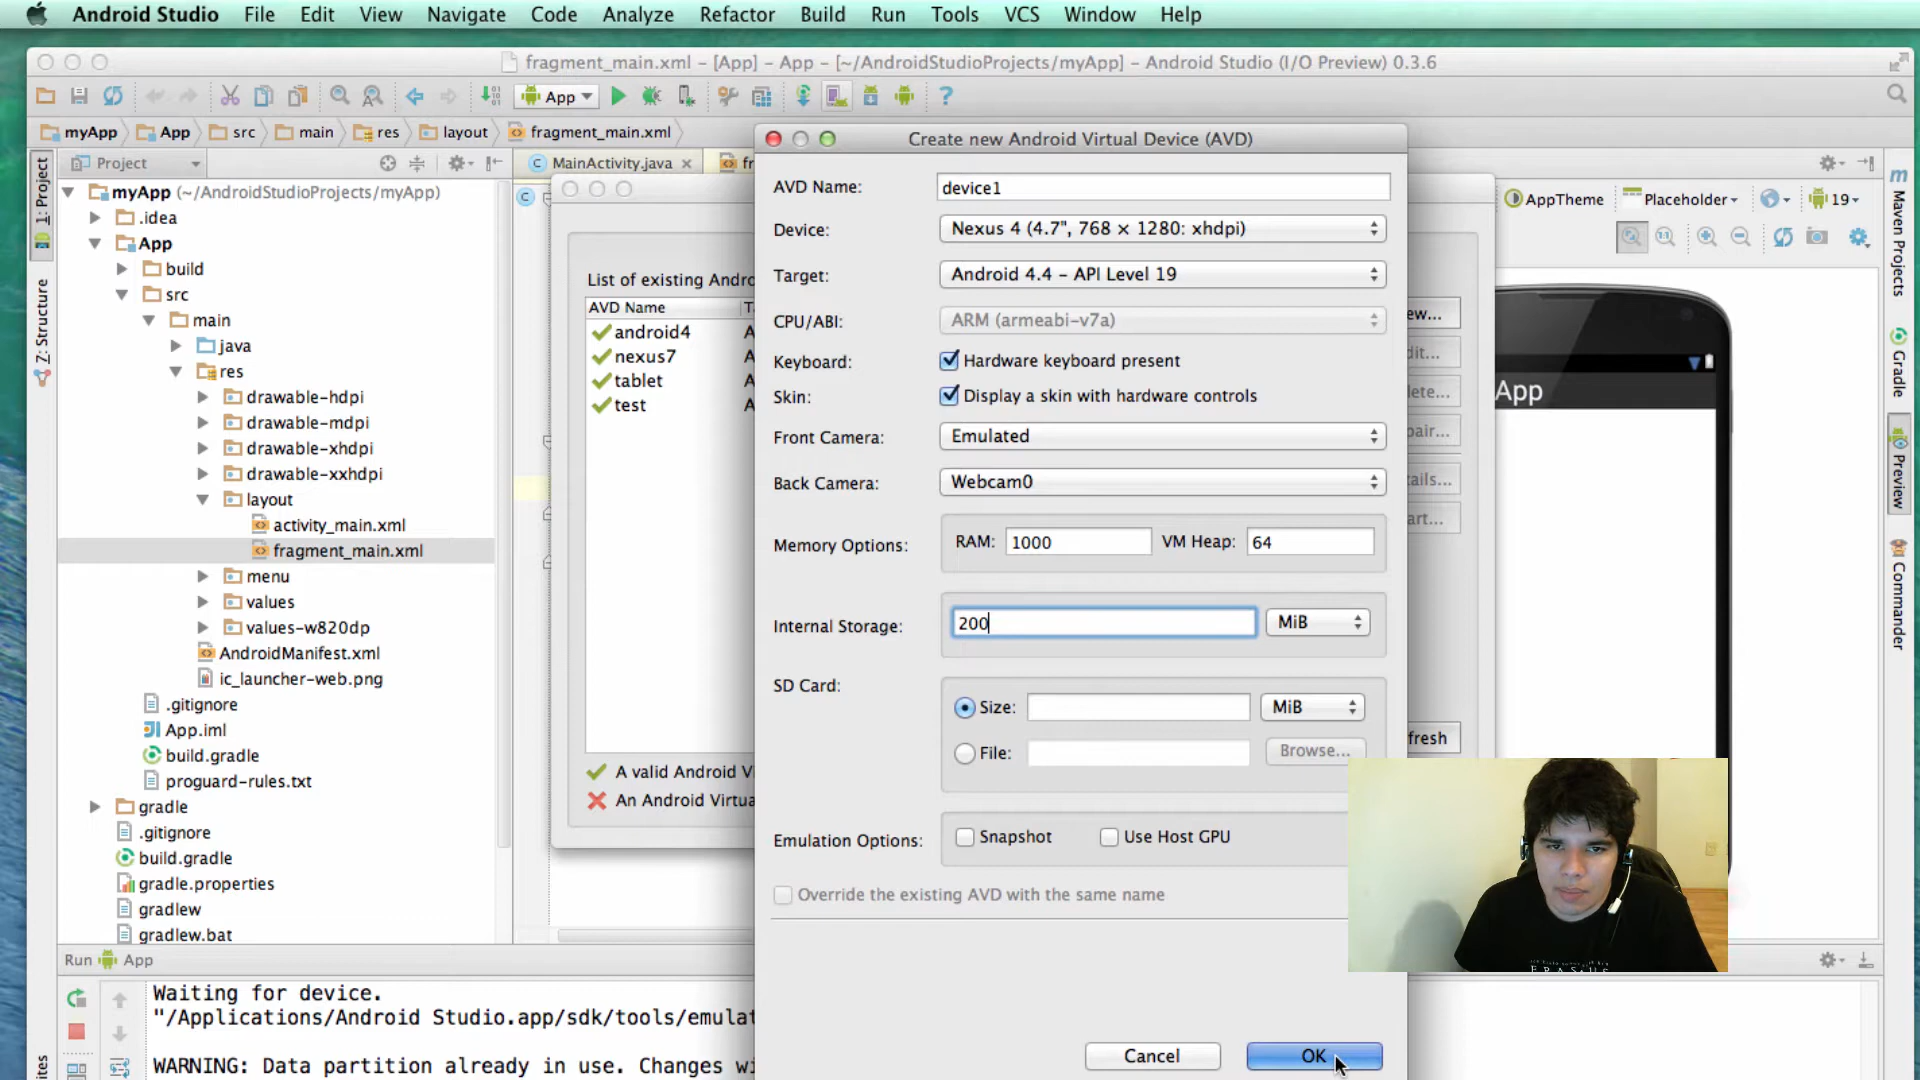 Android Studio File Edit View Navigate Code Analyze Refactor Build Run Tools VCS Window Help
fragment_main.xml – [App] – App – [~/AndroidStudioProjects/myApp] – Android Studio (I/O Preview) 0.3.6
App
myApp App src main res layout fragment_main.xml
Project
MainActivity.java
fr
1: Project
Z: Structure
myApp (~/AndroidStudioProjects/myApp)
.idea
App
build
src
main
java
res
drawable-hdpi
drawable-mdpi
drawable-xhdpi
drawable-xxhdpi
layout
activity_main.xml
fragment_main.xml
menu
values
values-w820dp
AndroidManifest.xml
ic_launcher-web.png
.gitignore
App.iml
build.gradle
proguard-rules.txt
gradle
.gitignore
build.gradle
gradle.properties
gradlew
gradlew.bat
List of existing Andro
AVD Name
android4
nexus7
tablet
test
A valid Android Vi
An Android Virtua
Create new Android Virtual Device (AVD)
AVD Name: device1
Device: Nexus 4 (4.7", 768 × 1280: xhdpi)
Target: Android 4.4 – API Level 19
CPU/ABI: ARM (armeabi-v7a)
Keyboard: Hardware keyboard present
Skin: Display a skin with hardware controls
Front Camera: Emulated
Back Camera: Webcam0
Memory Options: RAM: 1000 VM Heap: 64
Internal Storage: 200 MiB
SD Card:
Size: MiB
File: Browse...
Emulation Options: Snapshot Use Host GPU
Override the existing AVD with the same name
Cancel OK
ew...
dit...
lete...
pair...
tails...
art...
fresh
AppTheme Placeholder 19
App
m
Maven Projects
Gradle
Preview
Commander
Run App
Waiting for device.
"/Applications/Android Studio.app/sdk/tools/emulat
WARNING: Data partition already in use. Changes wi